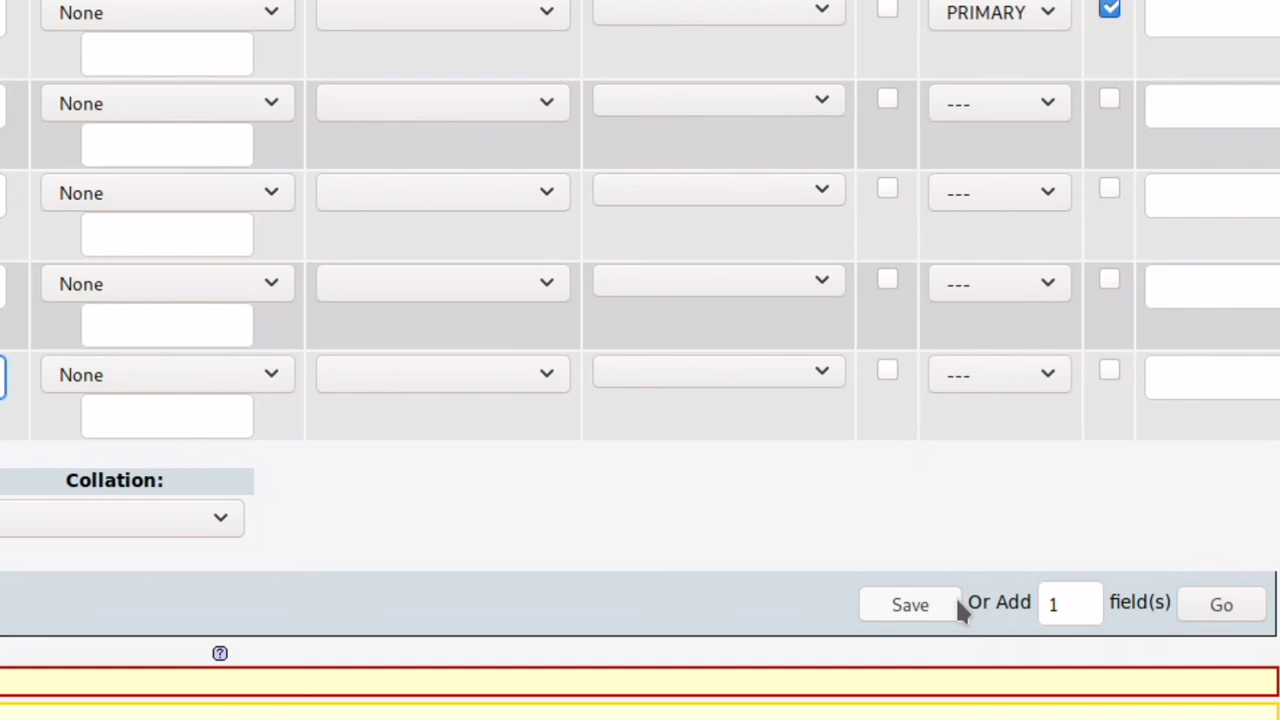 None PRIMARY
None ---
None ---
None ---
None ---
Collation:
Save Or Add 1 field(s) Go
?